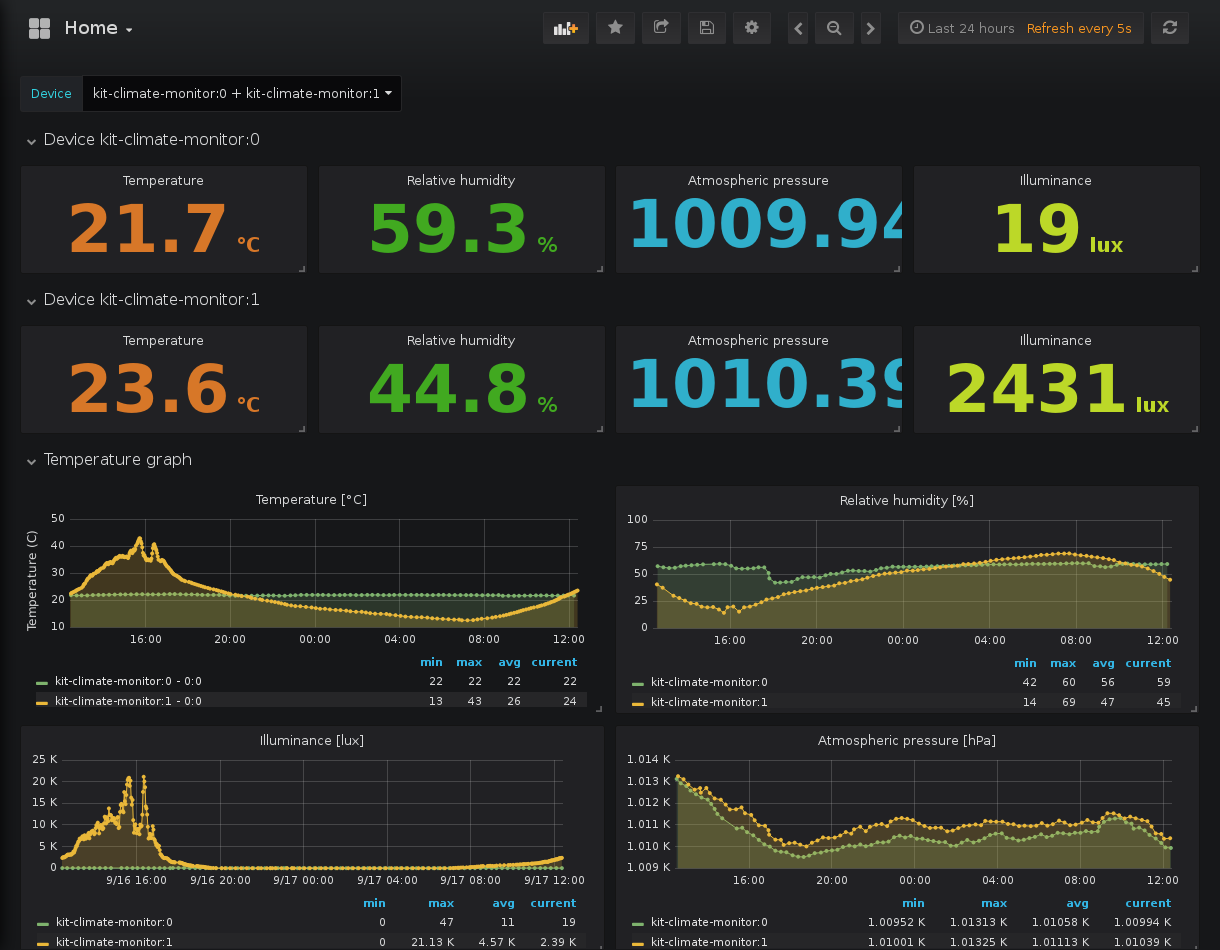 Home
Last 24 hours Refresh every 5s
Device kit-climate-monitor:0 + kit-climate-monitor:1
Device kit-climate-monitor:0
Temperature Relative humidity Atmospheric pressure Illuminance
21.7 °C 59.3 % 1009.94 19 lux
Device kit-climate-monitor:1
Temperature Relative humidity Atmospheric pressure Illuminance
23.6 °C 44.8 % 1010.39 2431 lux
Temperature graph
Temperature [°C]
Temperature (C)
50
40
30
20
10
16:00 20:00 00:00 04:00 08:00 12:00
min max avg current
kit-climate-monitor:0 - 0:0 22 22 22 22
kit-climate-monitor:1 - 0:0 13 43 26 24
Relative humidity [%]
100
75
50
25
0
16:00 20:00 00:00 04:00 08:00 12:00
min max avg current
kit-climate-monitor:0 42 60 56 59
kit-climate-monitor:1 14 69 47 45
Illuminance [lux]
25 K
20 K
15 K
10 K
5 K
0
9/16 16:00 9/16 20:00 9/17 00:00 9/17 04:00 9/17 08:00 9/17 12:00
min max avg current
kit-climate-monitor:0 0 47 11 19
kit-climate-monitor:1 0 21.13 K 4.57 K 2.39 K
Atmospheric pressure [hPa]
1.014 K
1.013 K
1.012 K
1.011 K
1.010 K
1.009 K
16:00 20:00 00:00 04:00 08:00 12:00
min max avg current
kit-climate-monitor:0 1.00952 K 1.01313 K 1.01058 K 1.00994 K
kit-climate-monitor:1 1.01001 K 1.01325 K 1.01113 K 1.01039 K